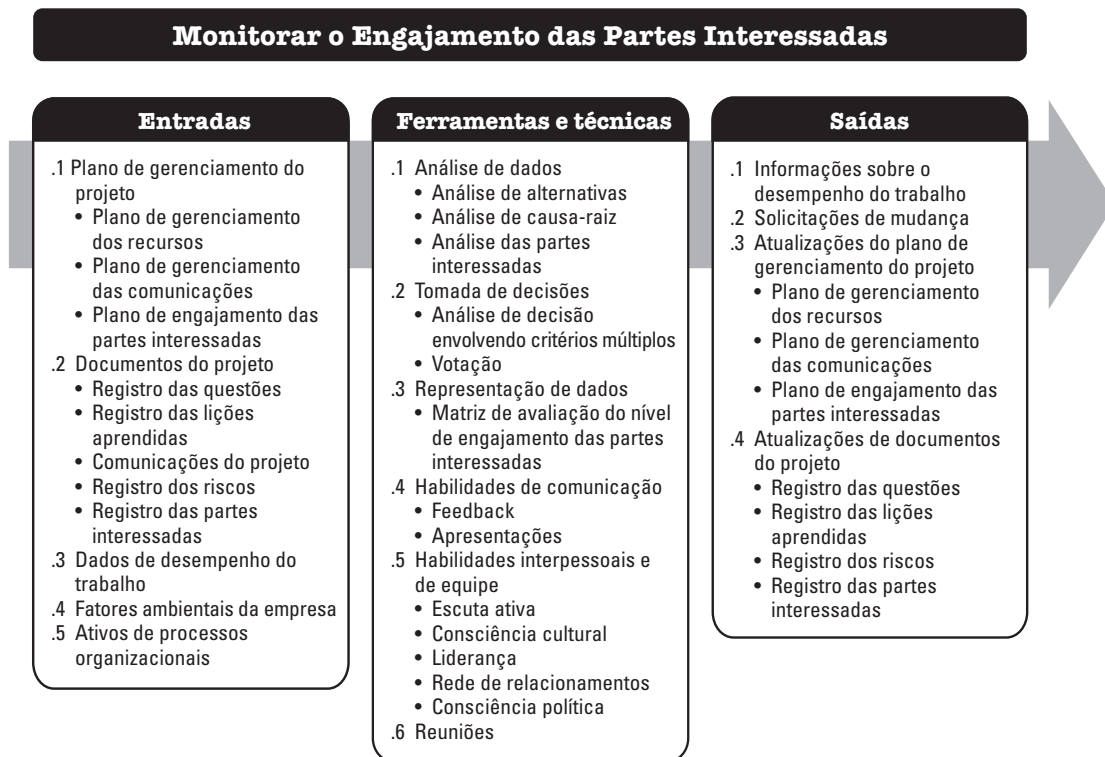 Monitorar o Engajamento das Partes Interessadas
Entradas
.1 Plano de gerenciamento do
projeto
• Plano de gerenciamento
dos recursos
• Plano de gerenciamento
das comunicações
• Plano de engajamento das
partes interessadas
.2 Documentos do projeto
• Registro das questões
• Registro das lições
aprendidas
• Comunicações do projeto
• Registro dos riscos
• Registro das partes
interessadas
.3 Dados de desempenho do
trabalho
.4 Fatores ambientais da empresa
.5 Ativos de processos
organizacionais
Ferramentas e técnicas
.1 Análise de dados
• Análise de alternativas
• Análise de causa-raiz
• Análise das partes
interessadas
.2 Tomada de decisões
• Análise de decisão
envolvendo critérios múltiplos
• Votação
.3 Representação de dados
• Matriz de avaliação do nível
de engajamento das partes
interessadas
.4 Habilidades de comunicação
• Feedback
• Apresentações
.5 Habilidades interpessoais e
de equipe
• Escuta ativa
• Consciência cultural
• Liderança
• Rede de relacionamentos
• Consciência política
.6 Reuniões
Saídas
.1 Informações sobre o
desempenho do trabalho
.2 Solicitações de mudança
.3 Atualizações do plano de
gerenciamento do projeto
• Plano de gerenciamento
dos recursos
• Plano de gerenciamento
das comunicações
• Plano de engajamento das
partes interessadas
.4 Atualizações de documentos
do projeto
• Registro das questões
• Registro das lições
aprendidas
• Registro dos riscos
• Registro das partes
interessadas